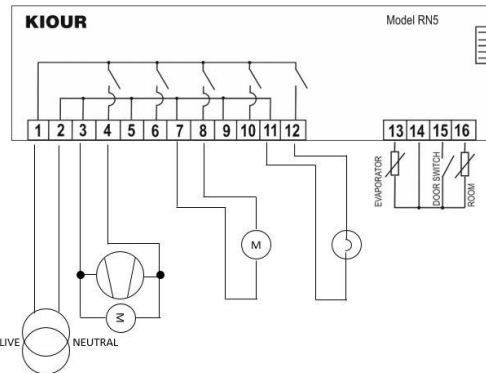 KIOUR
Model RN5
1 2 3 4 5 6 7 8 9 10 11 12
13 14 15 16
EVAPORATOR
DOOR SWITCH
ROOM
M
M
LIVE NEUTRAL